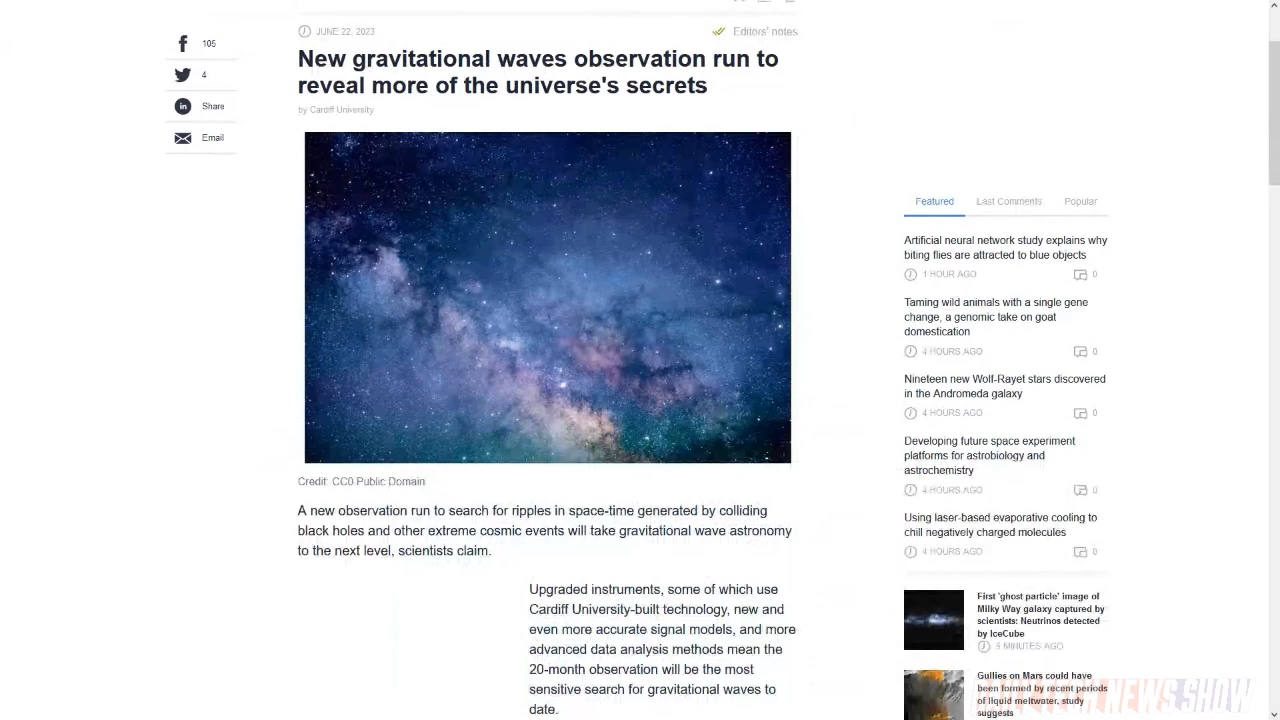 105
4
Share
Email
JUNE 22, 2023
Editors' notes
New gravitational waves observation run to
reveal more of the universe's secrets
by Cardiff University
Credit: CC0 Public Domain
A new observation run to search for ripples in space-time generated by colliding
black holes and other extreme cosmic events will take gravitational wave astronomy
to the next level, scientists claim.
Upgraded instruments, some of which use
Cardiff University-built technology, new and
even more accurate signal models, and more
advanced data analysis methods mean the
20-month observation will be the most
sensitive search for gravitational waves to
date.
Featured Last Comments Popular
Artificial neural network study explains why
biting flies are attracted to blue objects
1 HOUR AGO 0
Taming wild animals with a single gene
change, a genomic take on goat
domestication
4 HOURS AGO 0
Nineteen new Wolf-Rayet stars discovered
in the Andromeda galaxy
4 HOURS AGO 0
Developing future space experiment
platforms for astrobiology and
astrochemistry
4 HOURS AGO 0
Using laser-based evaporative cooling to
chill negatively charged molecules
4 HOURS AGO 0
First 'ghost particle' image of
Milky Way galaxy captured by
scientists: Neutrinos detected
by IceCube
5 MINUTES AGO
Gullies on Mars could have
been formed by recent periods
of liquid meltwater, study
suggests
NEWS SHOW